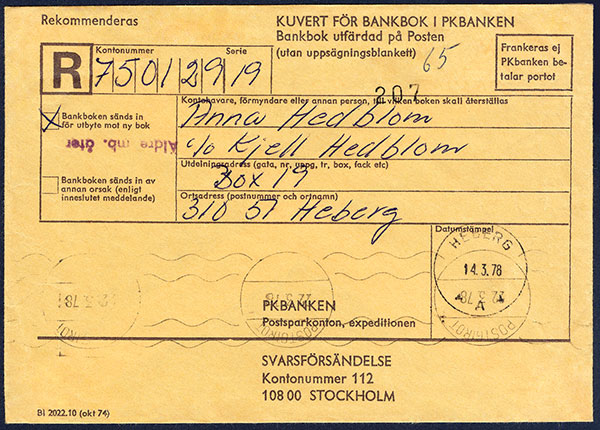 Rekommenderas
KUVERT FÖR BANKBOK I PKBANKEN
Bankbok utfärdad på Posten
(utan uppsägningsblankett)
65
Frankeras ej
PKbanken be-
talar portot
R
Kontonummer Serie
750129 19
207
Kontohavare, förmyndare eller annan person, till vilken boken skall återställas
Anna Hedblom
c/o Kjell Hedblom
Utdelningsadress (gata, nr, uppg, tr, box, fack etc)
Box 19
Ortsadress (postnummer och ortnamn)
310 51 Heberg
X Bankboken sänds in
för utbyte mot ny bok
Äldre mb. åter
Bankboken sänds in av
annan orsak (enligt
inneslutet meddelande)
Datumstämpel
HEBERG
14.3.78
A
22.3.78
POSTGIROT
PKBANKEN
Postsparkonton, expeditionen
SVARSFÖRSÄNDELSE
Kontonummer 112
108 00 STOCKHOLM
Bl 2022.10 (okt 74)